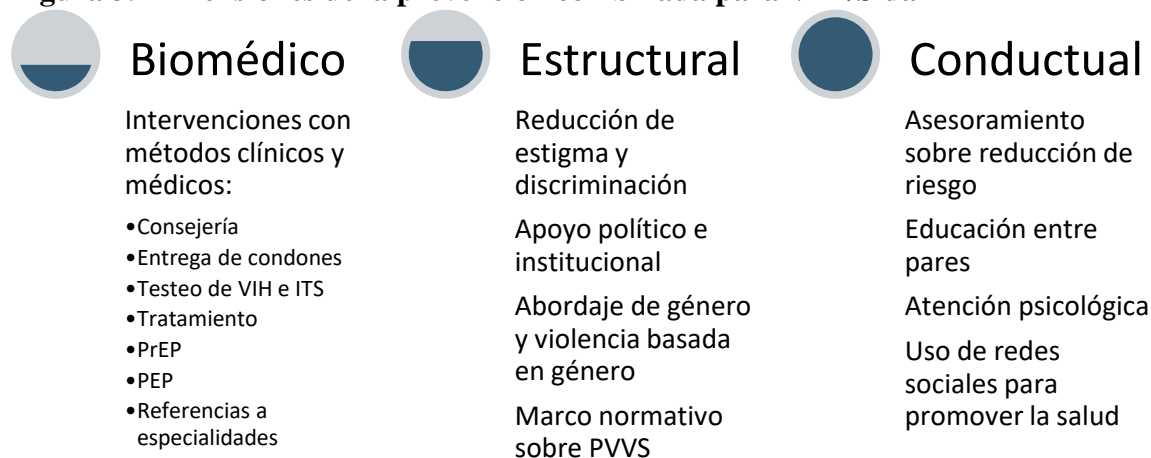 Biomédico
Intervenciones con
métodos clínicos y
médicos:
•Consejería
•Entrega de condones
•Testeo de VIH e ITS
•Tratamiento
•PrEP
•PEP
•Referencias a
especialidades
Estructural
Reducción de
estigma y
discriminación
Apoyo político e
institucional
Abordaje de género
y violencia basada
en género
Marco normativo
sobre PVVS
Conductual
Asesoramiento
sobre reducción de
riesgo
Educación entre
pares
Atención psicológica
Uso de redes
sociales para
promover la salud